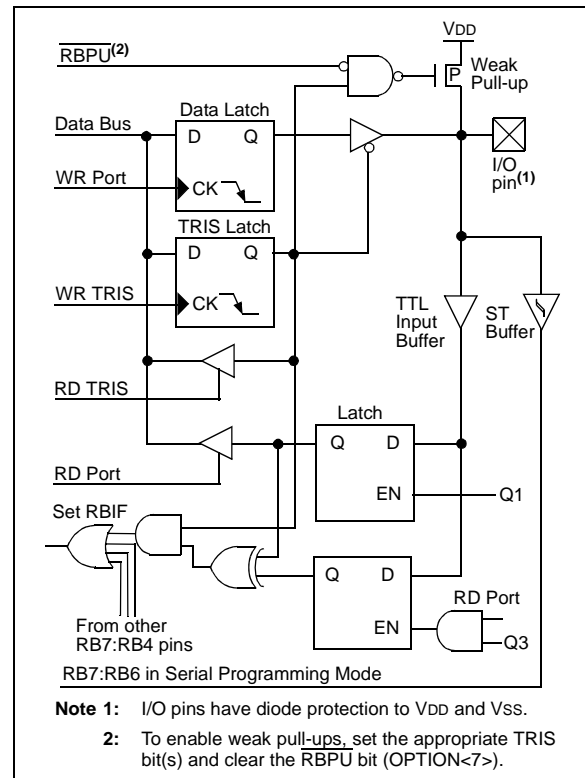 VDD
RBPU(2)
P
Weak
Pull-up
Data Latch
Data Bus
D Q
I/O
pin(1)
WR Port
CK
TRIS Latch
D Q
WR TRIS
CK
TTL
Input
Buffer
ST
Buffer
RD TRIS
Latch
Q D
RD Port
EN
Q1
Set RBIF
Q D
RD Port
EN
Q3
From other
RB7:RB4 pins
RB7:RB6 in Serial Programming Mode
Note 1: I/O pins have diode protection to VDD and VSS.
2: To enable weak pull-ups, set the appropriate TRIS
bit(s) and clear the RBPU bit (OPTION<7>).